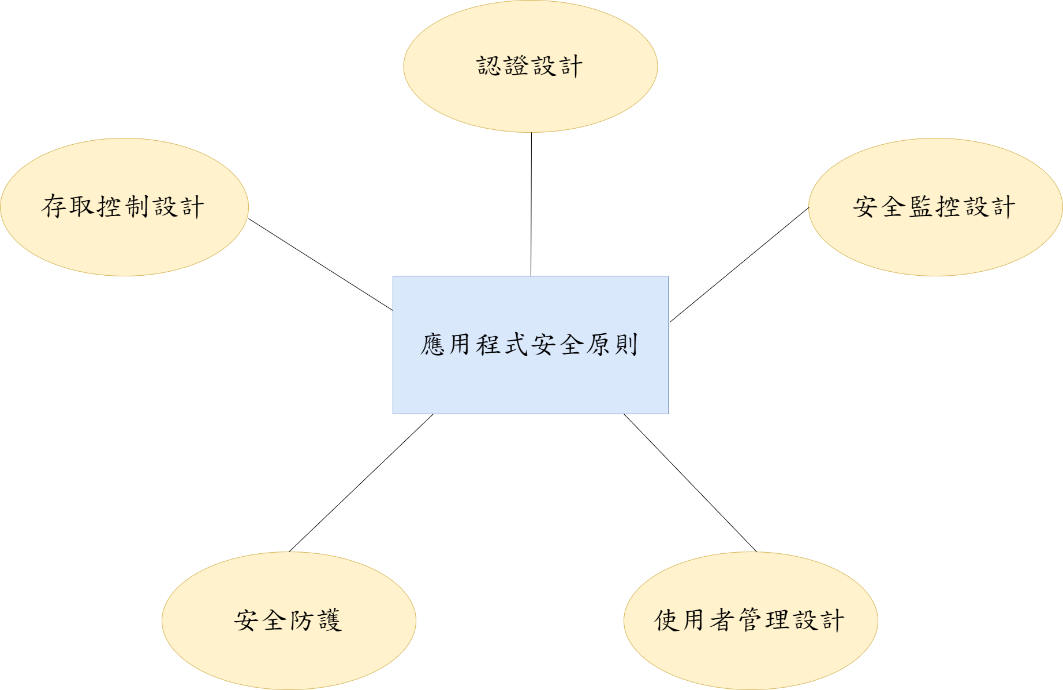 認證設計
存取控制設計
安全監控設計
應用程式安全原則
安全防護
使用者管理設計